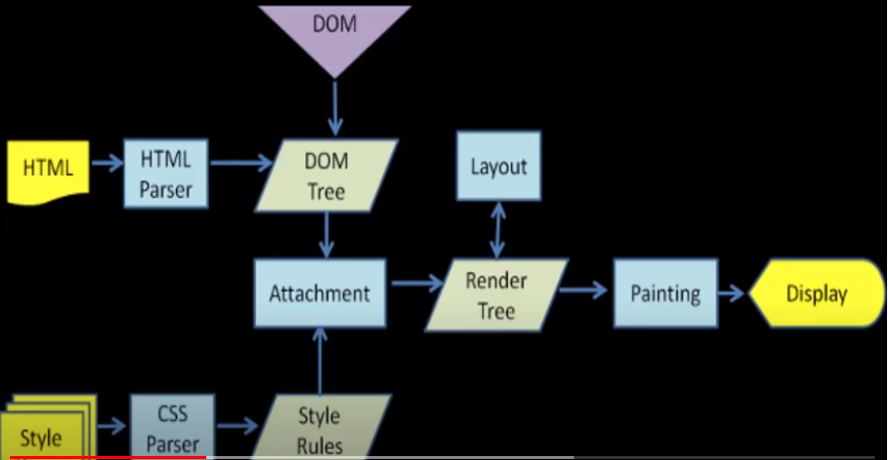 DOM
HTML
HTML
Parser
DOM
Tree
Layout
Attachment
Render
Tree
Painting
Display
Style
CSS
Parser
Style
Rules